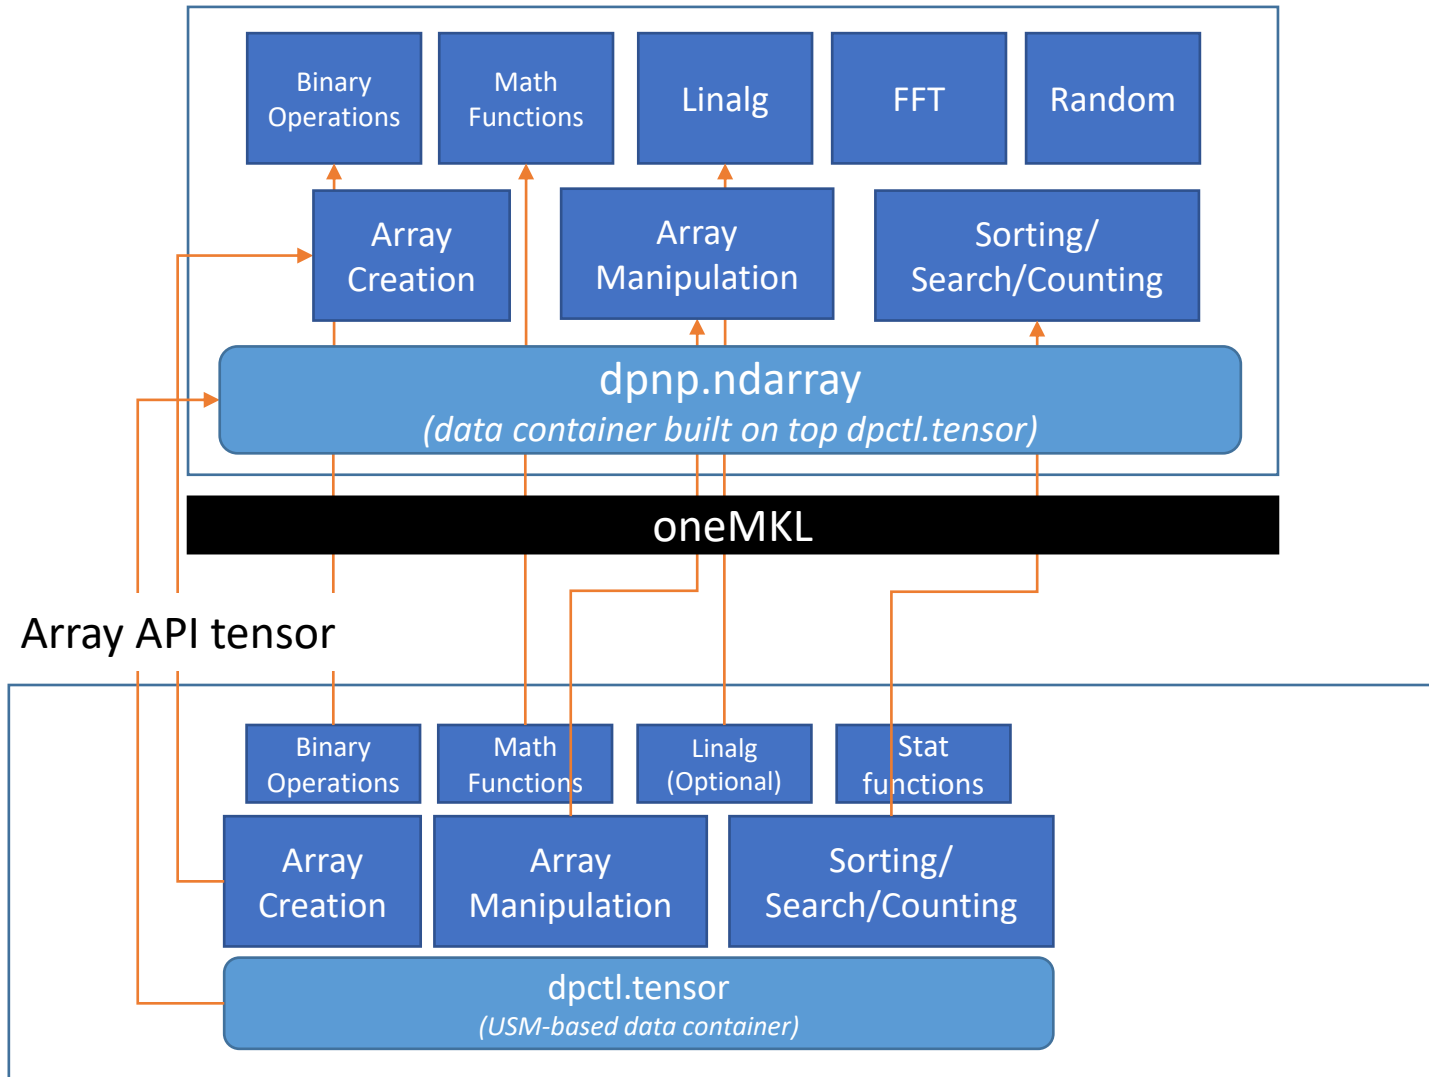 Binary
Operations
Math
Functions
Linalg
FFT
Random
Array
Creation
Array
Manipulation
Sorting/
Search/Counting
dpnp.ndarray
(data container built on top dpctl.tensor)
oneMKL
Array API tensor
Binary
Operations
Math
Functions
Linalg
(Optional)
Stat
functions
Array
Creation
Array
Manipulation
Sorting/
Search/Counting
dpctl.tensor
(USM-based data container)